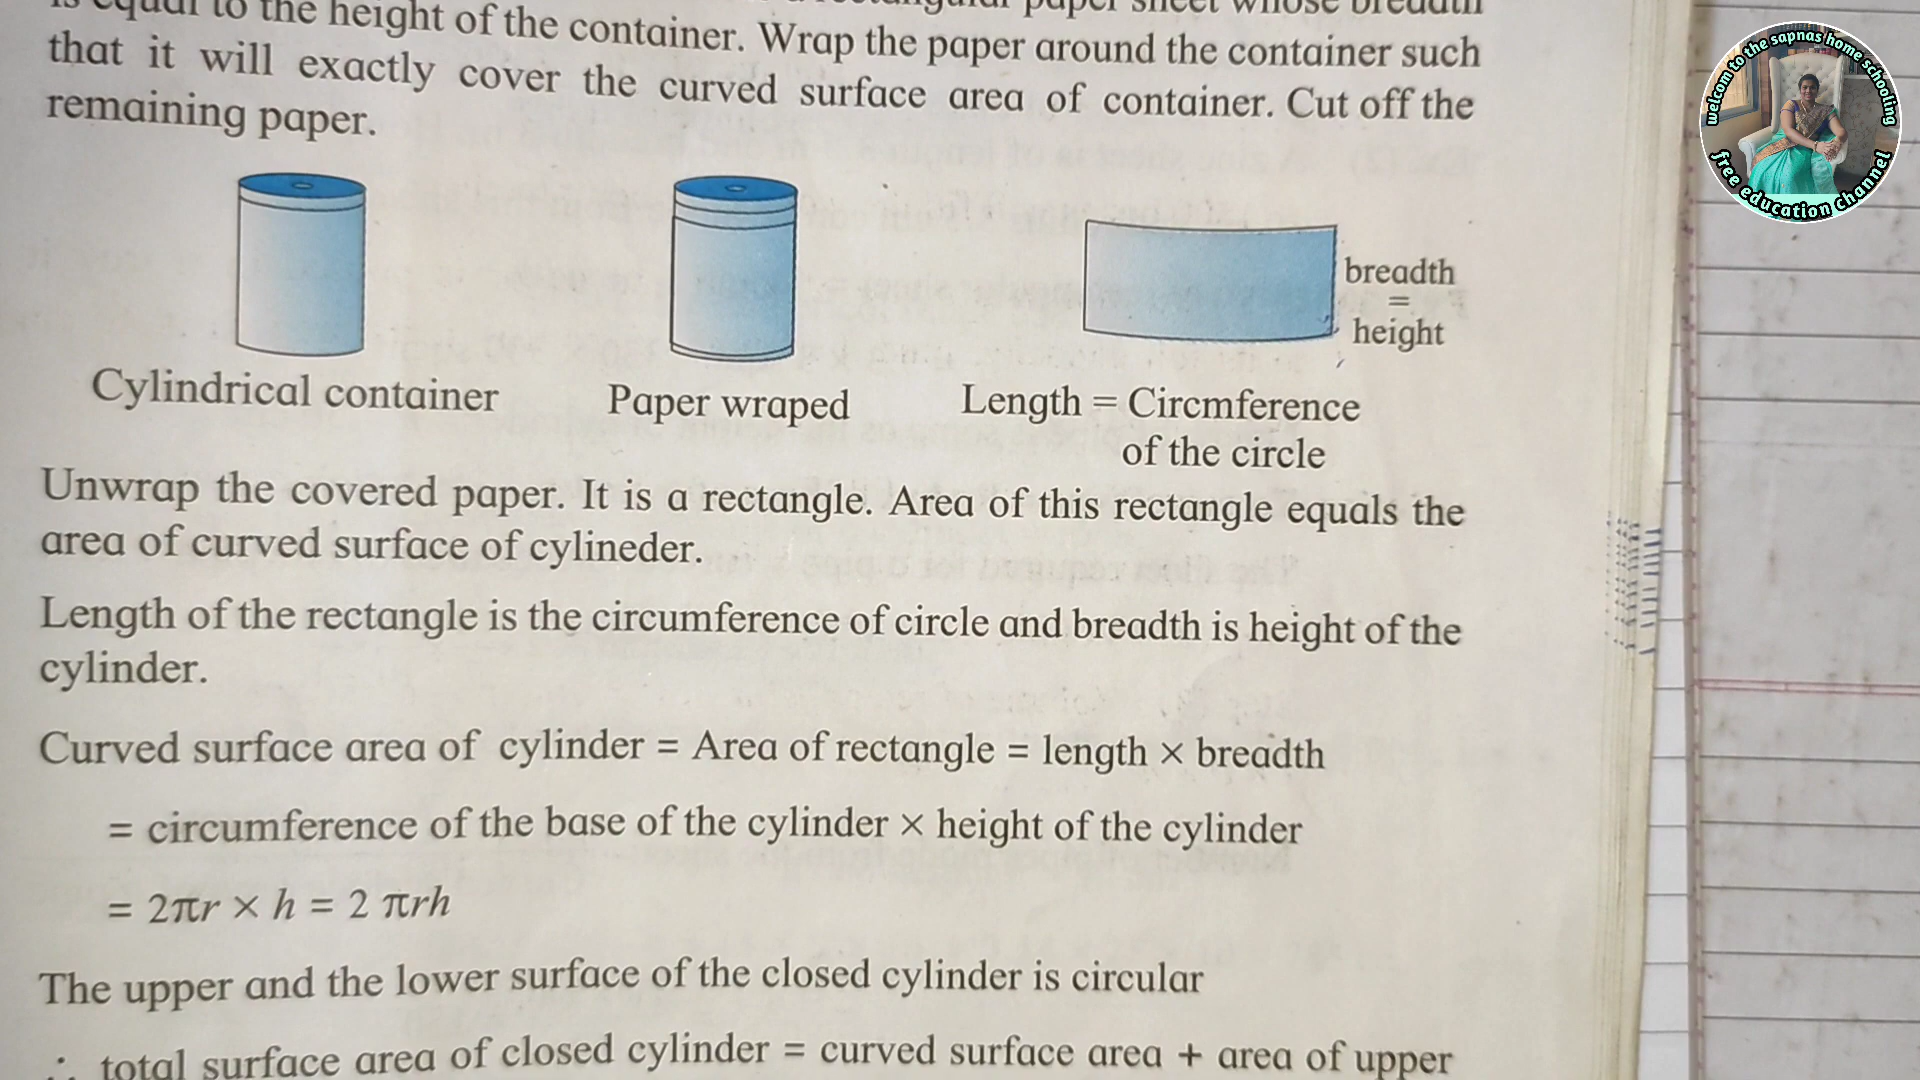 is equal to the height of the container. Wrap the paper around the container such
that it will exactly cover the curved surface area of container. Cut off the
remaining paper.
breadth
=
height
Cylindrical container
Paper wraped
Length = Circmference
of the circle
Unwrap the covered paper. It is a rectangle. Area of this rectangle equals the
area of curved surface of cylineder.
Length of the rectangle is the circumference of circle and breadth is height of the
cylinder.
Curved surface area of cylinder = Area of rectangle = length × breadth
= circumference of the base of the cylinder × height of the cylinder
= 2πr × h = 2 πrh
The upper and the lower surface of the closed cylinder is circular
∴ total surface area of closed cylinder = curved surface area + area of upper
welcom to the sapnas home schooling
free education channel